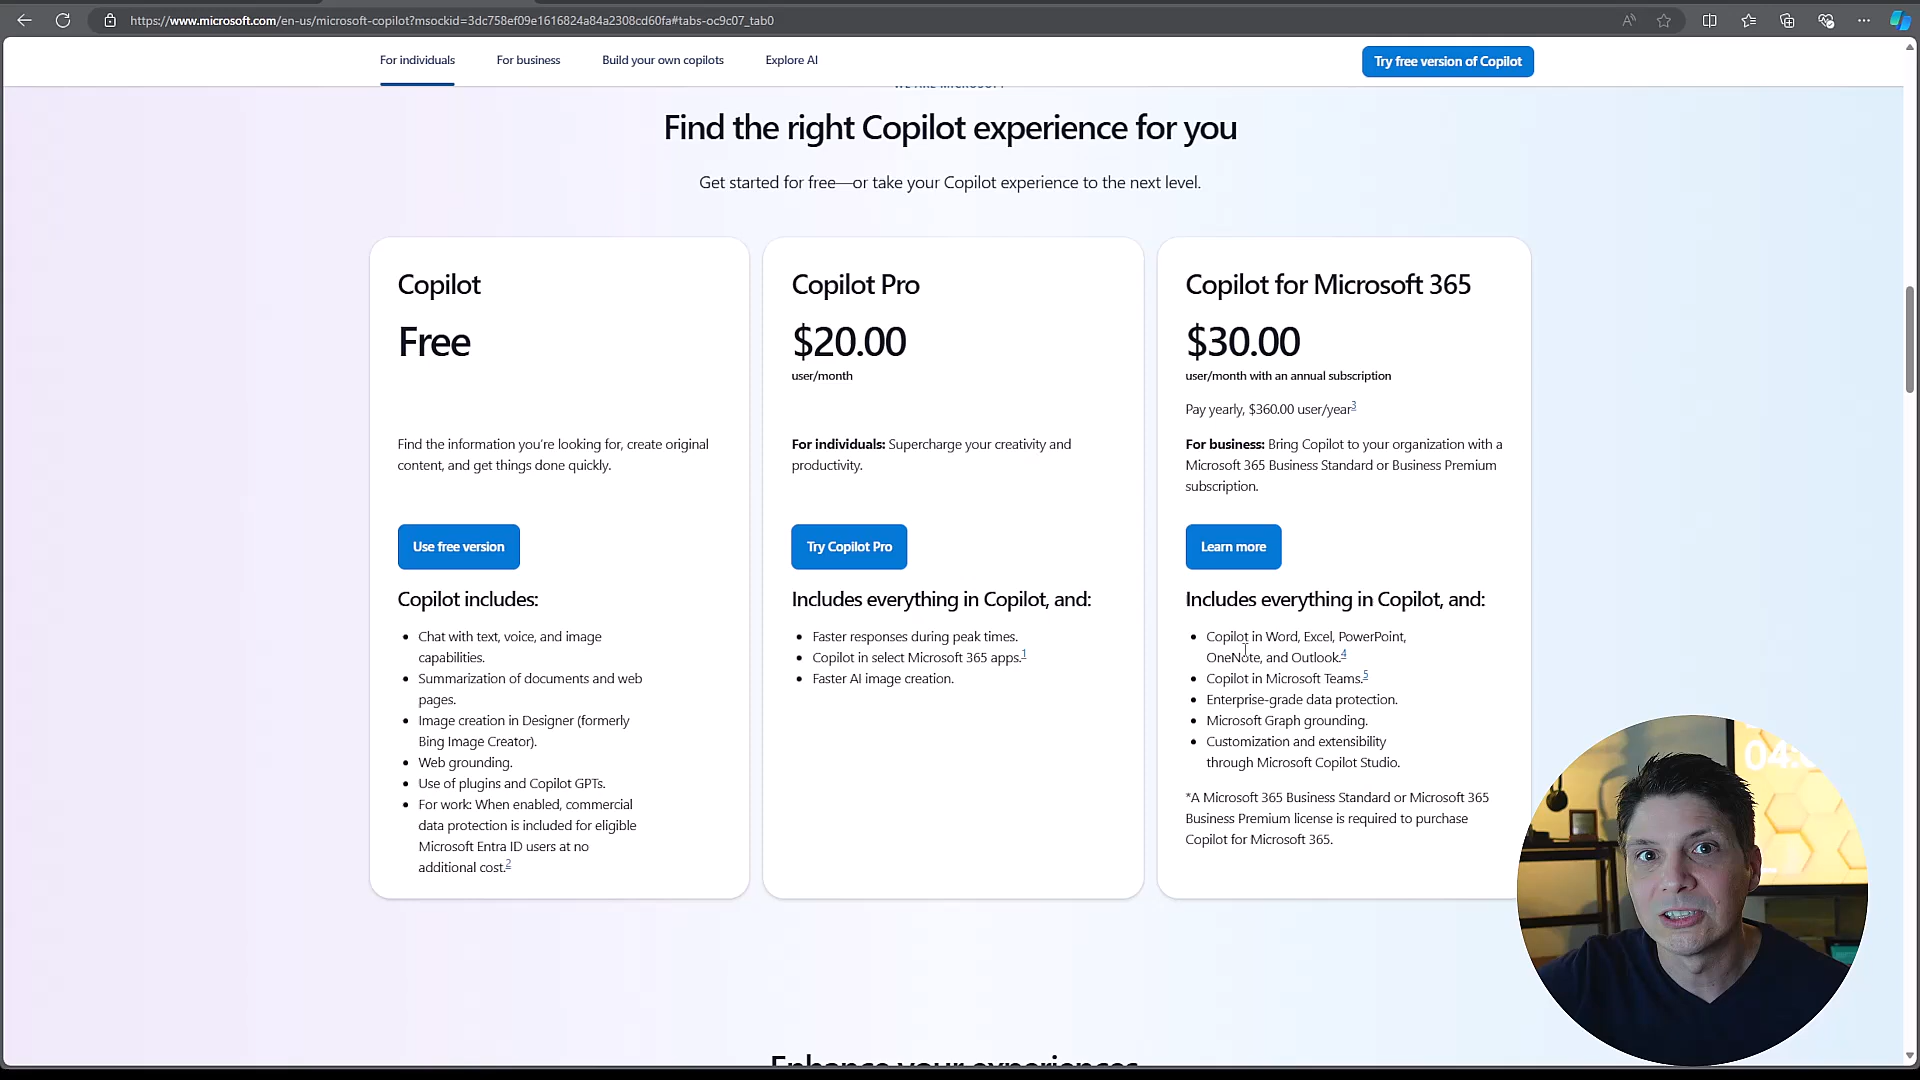 https://www.microsoft.com/en-us/microsoft-copilot?msockid=3dc758ef09e1616824a84a2308cd60fa#tabs-oc9c07_tab0
For individuals
For business
Build your own copilots
Explore AI
Try free version of Copilot
WE ARE MICROSOFT
Find the right Copilot experience for you
Get started for free—or take your Copilot experience to the next level.
Copilot
Free
Find the information you're looking for, create original
content, and get things done quickly.
Use free version
Copilot includes:
• Chat with text, voice, and image
capabilities.
• Summarization of documents and web
pages.
• Image creation in Designer (formerly
Bing Image Creator).
• Web grounding.
• Use of plugins and Copilot GPTs.
• For work: When enabled, commercial
data protection is included for eligible
Microsoft Entra ID users at no
additional cost.2
Copilot Pro
$20.00
user/month
For individuals: Supercharge your creativity and
productivity.
Try Copilot Pro
Includes everything in Copilot, and:
• Faster responses during peak times.
• Copilot in select Microsoft 365 apps.1
• Faster AI image creation.
Copilot for Microsoft 365
$30.00
user/month with an annual subscription
Pay yearly, $360.00 user/year3
For business: Bring Copilot to your organization with a
Microsoft 365 Business Standard or Business Premium
subscription.
Learn more
Includes everything in Copilot, and:
• Copilot in Word, Excel, PowerPoint,
OneNote, and Outlook.4
• Copilot in Microsoft Teams.5
• Enterprise-grade data protection.
• Microsoft Graph grounding.
• Customization and extensibility
through Microsoft Copilot Studio.
*A Microsoft 365 Business Standard or Microsoft 365
Business Premium license is required to purchase
Copilot for Microsoft 365.
Enhance your experiences